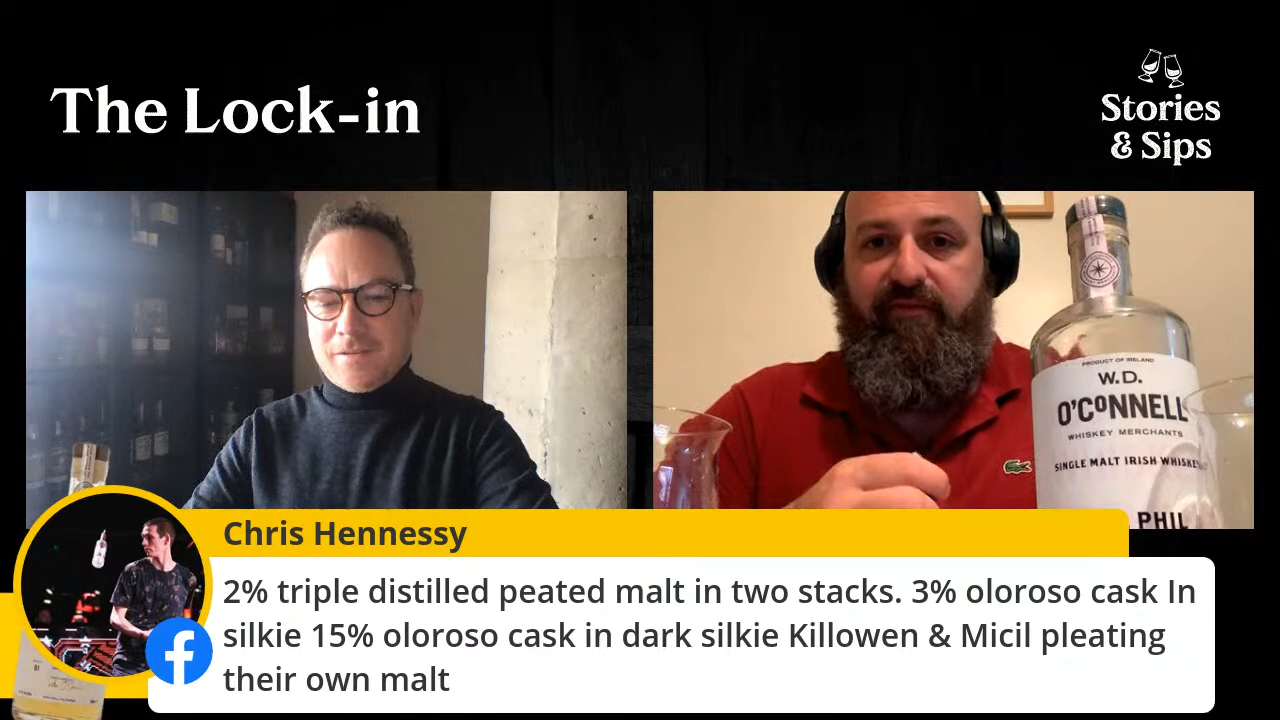 The Lock-in
Stories
& Sips
PRODUCT OF IRELAND
W.D.
O'CONNELL
WHISKEY MERCHANTS
SINGLE MALT IRISH WHISKEY
PHIL
Chris Hennessy
2% triple distilled peated malt in two stacks. 3% oloroso cask In
silkie 15% oloroso cask in dark silkie Killowen & Micil pleating
their own malt